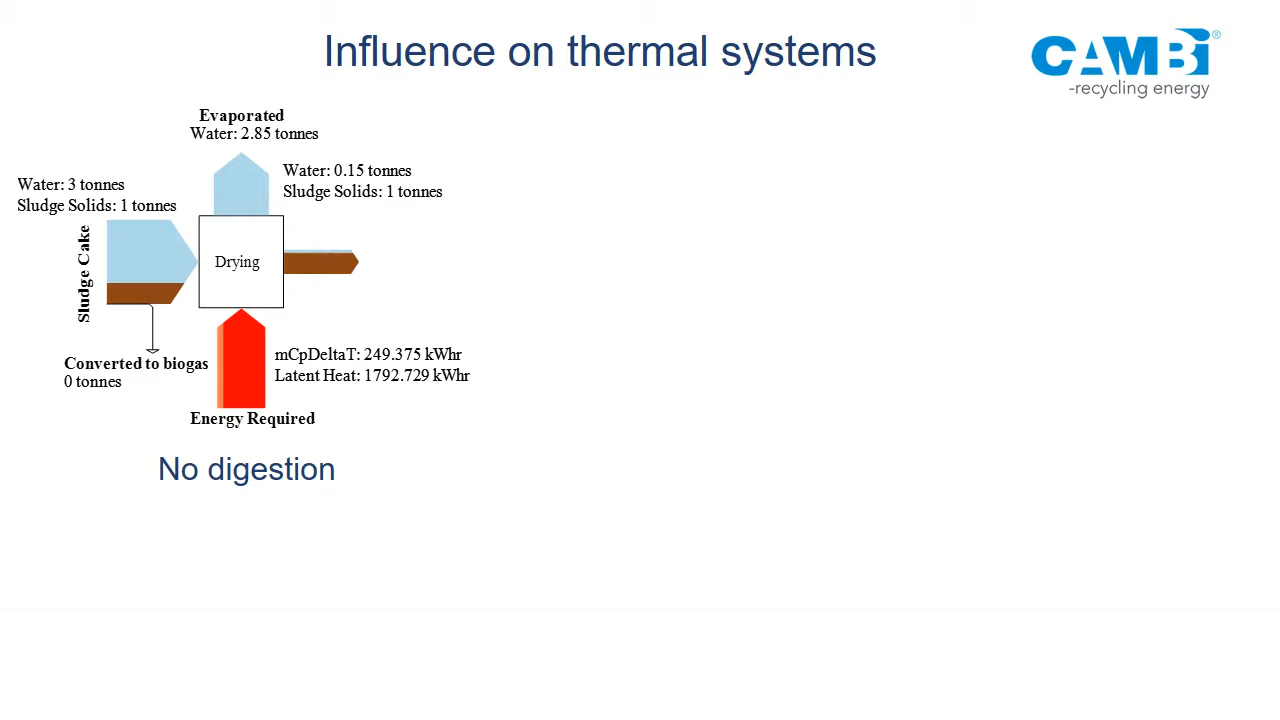 Influence on thermal systems
CAMBI®
-recycling energy
Evaporated
Water: 2.85 tonnes
Water: 0.15 tonnes
Sludge Solids: 1 tonnes
Water: 3 tonnes
Sludge Solids: 1 tonnes
Sludge Cake
Drying
Converted to biogas
0 tonnes
mCpDeltaT: 249.375 kWhr
Latent Heat: 1792.729 kWhr
Energy Required
No digestion